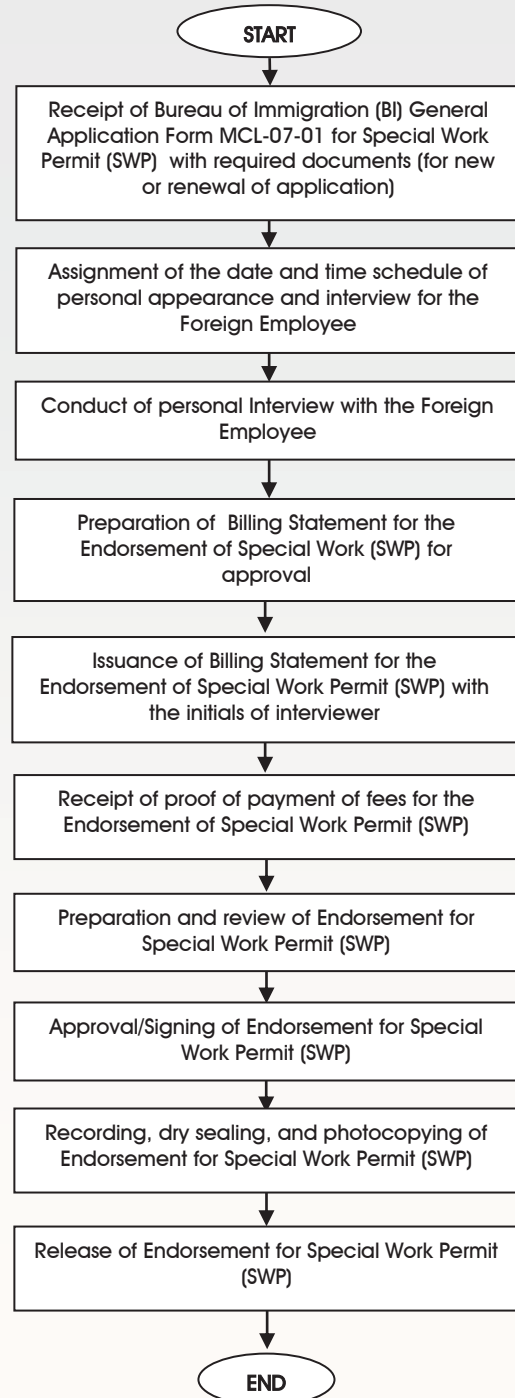 START
Receipt of Bureau of Immigration (BI) General
Application Form MCL-07-01 for Special Work
Permit (SWP) with required documents (for new
or renewal of application)
Assignment of the date and time schedule of
personal appearance and interview for the
Foreign Employee
Conduct of personal Interview with the Foreign
Employee
Preparation of Billing Statement for the
Endorsement of Special Work (SWP) for
approval
Issuance of Billing Statement for the
Endorsement of Special Work Permit (SWP) with
the initials of interviewer
Receipt of proof of payment of fees for the
Endorsement of Special Work Permit (SWP)
Preparation and review of Endorsement for
Special Work Permit (SWP)
Approval/Signing of Endorsement for Special
Work Permit (SWP)
Recording, dry sealing, and photocopying of
Endorsement for Special Work Permit (SWP)
Release of Endorsement for Special Work Permit
(SWP)
END